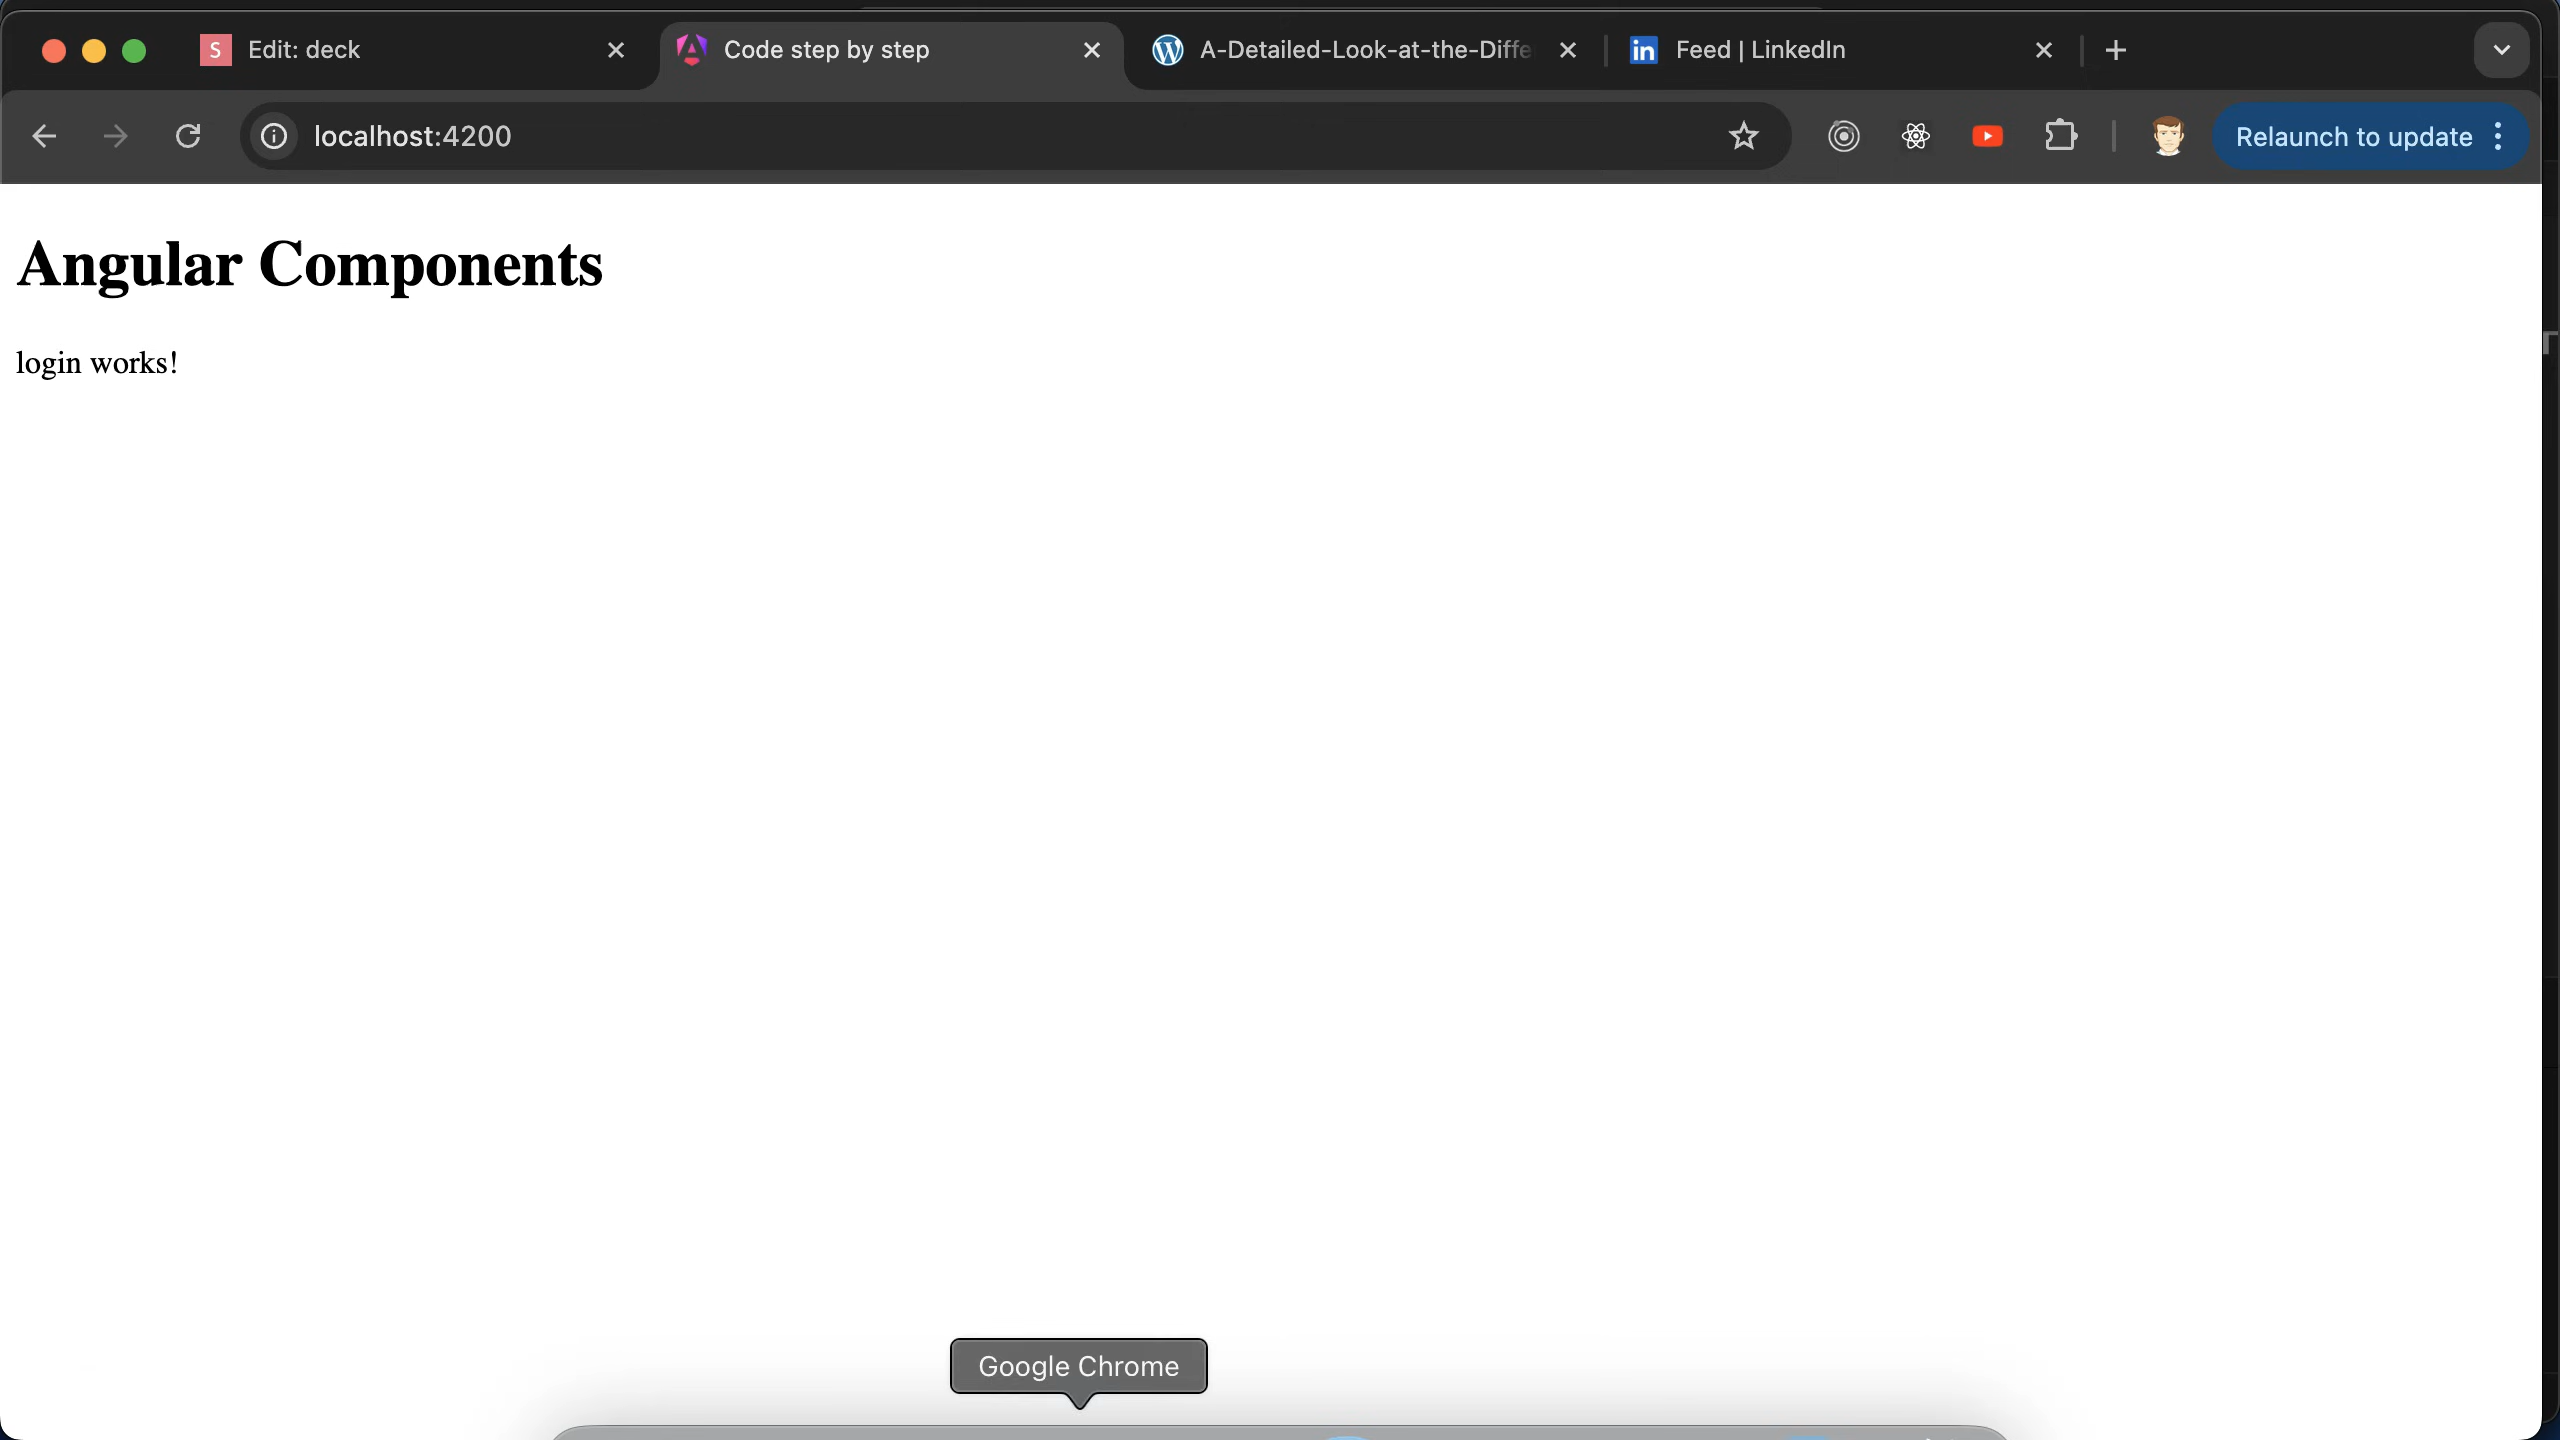 S Edit: deck
Code step by step
A-Detailed-Look-at-the-Diffe
in Feed | LinkedIn
localhost:4200
Relaunch to update
Angular Components
login works!
Google Chrome